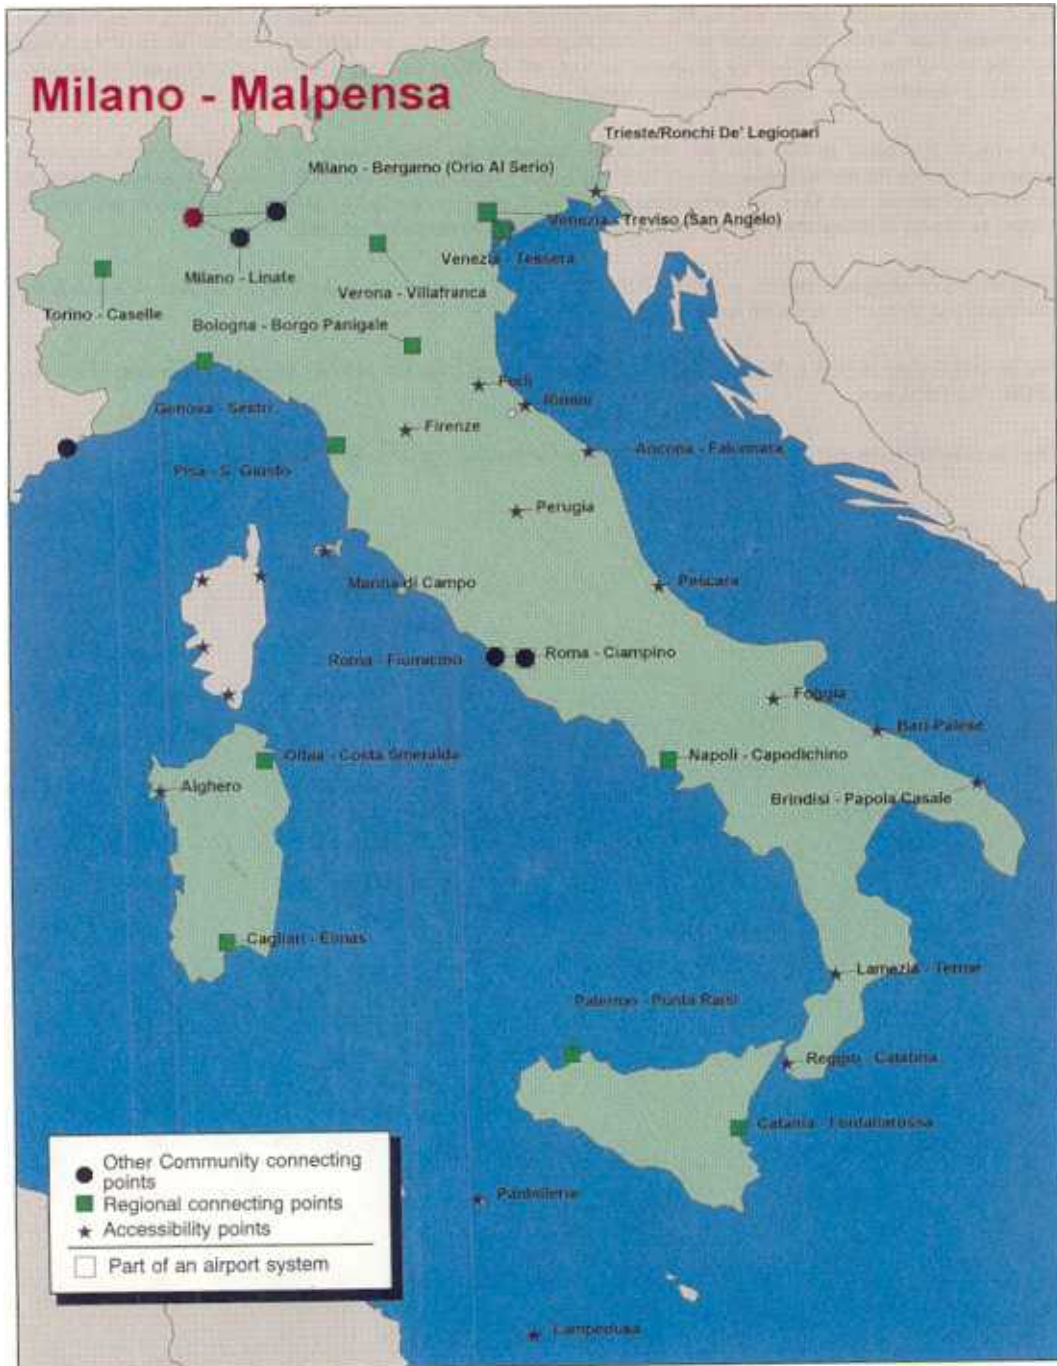 Milano - Malpensa
Trieste/Ronchi De' Legionari
Milano - Bergamo (Orio Al Serio)
Venezia - Treviso (San Angelo)
Venezia - Tessera
Milano - Linate
Verona - Villafranca
Torino - Caselle
Bologna - Borgo Panigale
Forli
Rimini
Genova - Sestri
Firenze
Ancona - Falconara
Pisa - S. Giusto
Perugia
Marina di Campo
Pescara
Roma - Fiumicino
Roma - Ciampino
Foggia
Bari-Palese
Olbia - Costa Smeralda
Napoli - Capodichino
Alghero
Brindisi - Papola Casale
Cagliari - Elmas
Lamezia - Terme
Palermo - Punta Raisi
Reggio - Calabria
Catania - Fontanarossa
Other Community connecting
points
Regional connecting points
Accessibility points
Part of an airport system
Pantelleria
Lampedusa